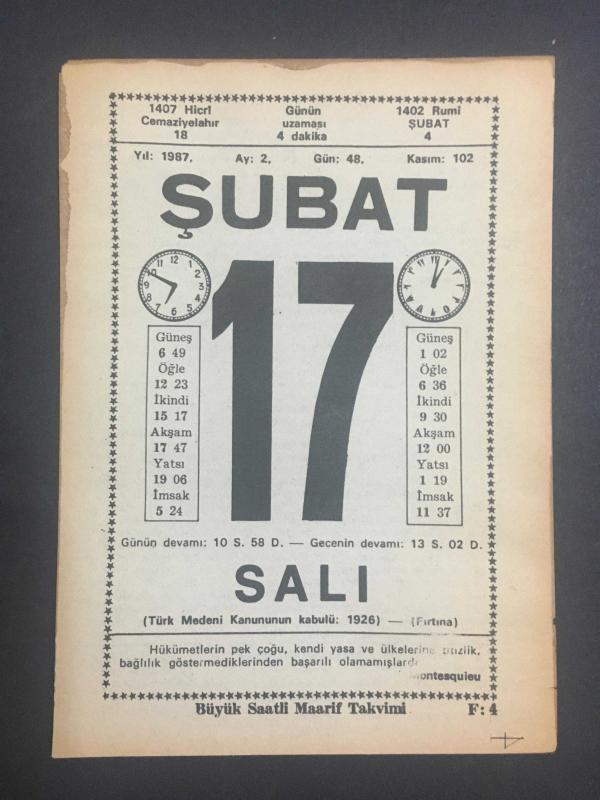 1407 Hicrî Günün 1402 Rumî
Cemaziyelahır uzaması ŞUBAT
18 4 dakika 4
Yıl: 1987, Ay: 2, Gün: 48, Kasım: 102
ŞUBAT
17
Güneş
6 49
Öğle
12 23
İkindi
15 17
Akşam
17 47
Yatsı
19 06
İmsak
5 24
Güneş
1 02
Öğle
6 36
İkindi
9 30
Akşam
12 00
Yatsı
1 19
İmsak
11 37
Günün devamı: 10 S. 58 D. — Gecenin devamı: 13 S. 02 D.
SALI
(Türk Medeni Kanununun kabulü: 1926) — (Fırtına)
Hükümetlerin pek çoğu, kendi yasa ve ülkelerine
bağlılık göstermediklerinden başarılı olamamışlardı
Montesquieu
Büyük Saatli Maarif Takvimi F: 4